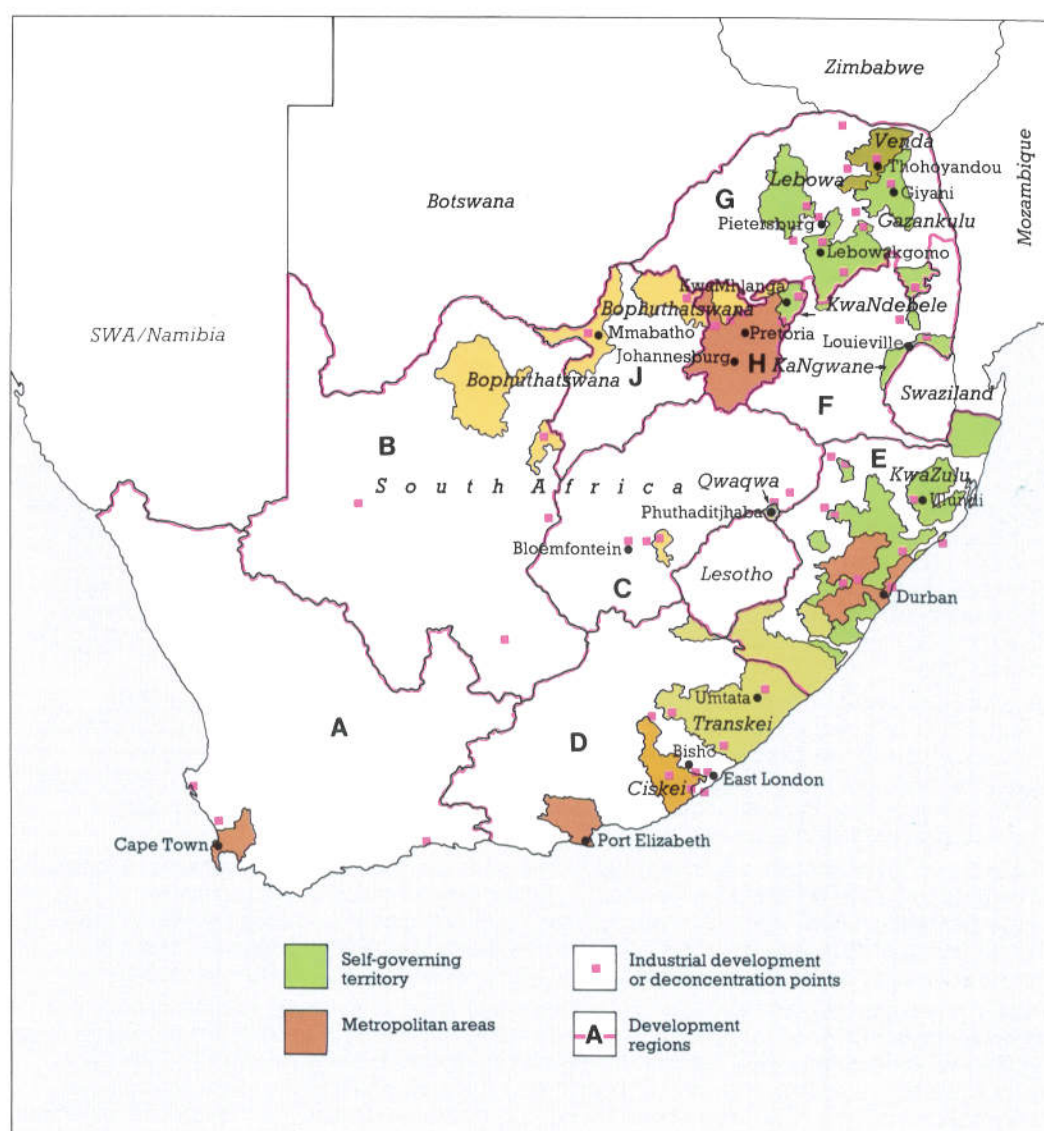 Zimbabwe
Mozambique
Venda
Thohoyandou
Lebowa
Giyani
G
Botswana
Gazankulu
Pietersburg
Lebowakgomo
KwaMhlanga
Bophuthatswana
KwaNdebele
SWA/Namibia
Mmabatho
Pretoria
Louieville
Johannesburg
H
KaNgwane
Bophuthatswana
J
Swaziland
F
B
E
South Africa
Qwaqwa
KwaZulu
Phuthaditjhaba
Ulundi
Bloemfontein
Lesotho
C
Durban
Umtata
A
D
Transkei
Bisho
East London
Ciskei
Cape Town
Port Elizabeth
Self-governing
territory
Industrial development
or deconcentration points
Metropolitan areas
A
Development
regions